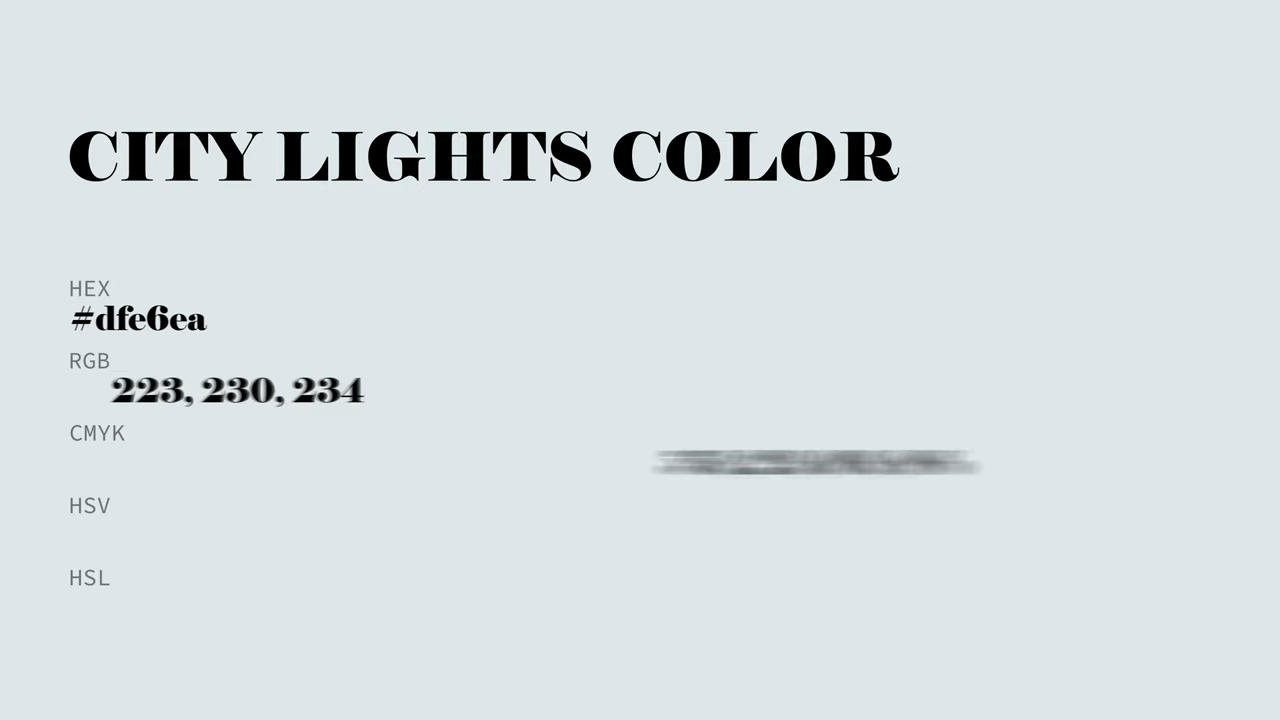 CITY LIGHTS COLOR
HEX
#dfe6ea
RGB
223, 230, 234
CMYK
HSV
HSL